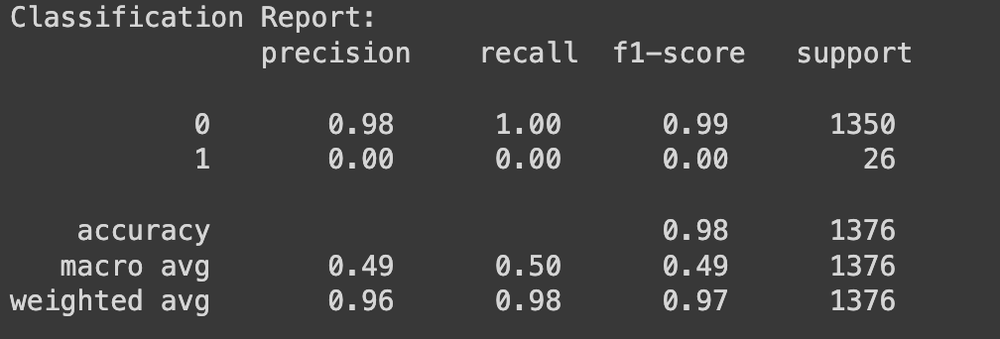 Classification Report:
precision recall f1-score support
0 0.98 1.00 0.99 1350
1 0.00 0.00 0.00 26
accuracy 0.98 1376
macro avg 0.49 0.50 0.49 1376
weighted avg 0.96 0.98 0.97 1376